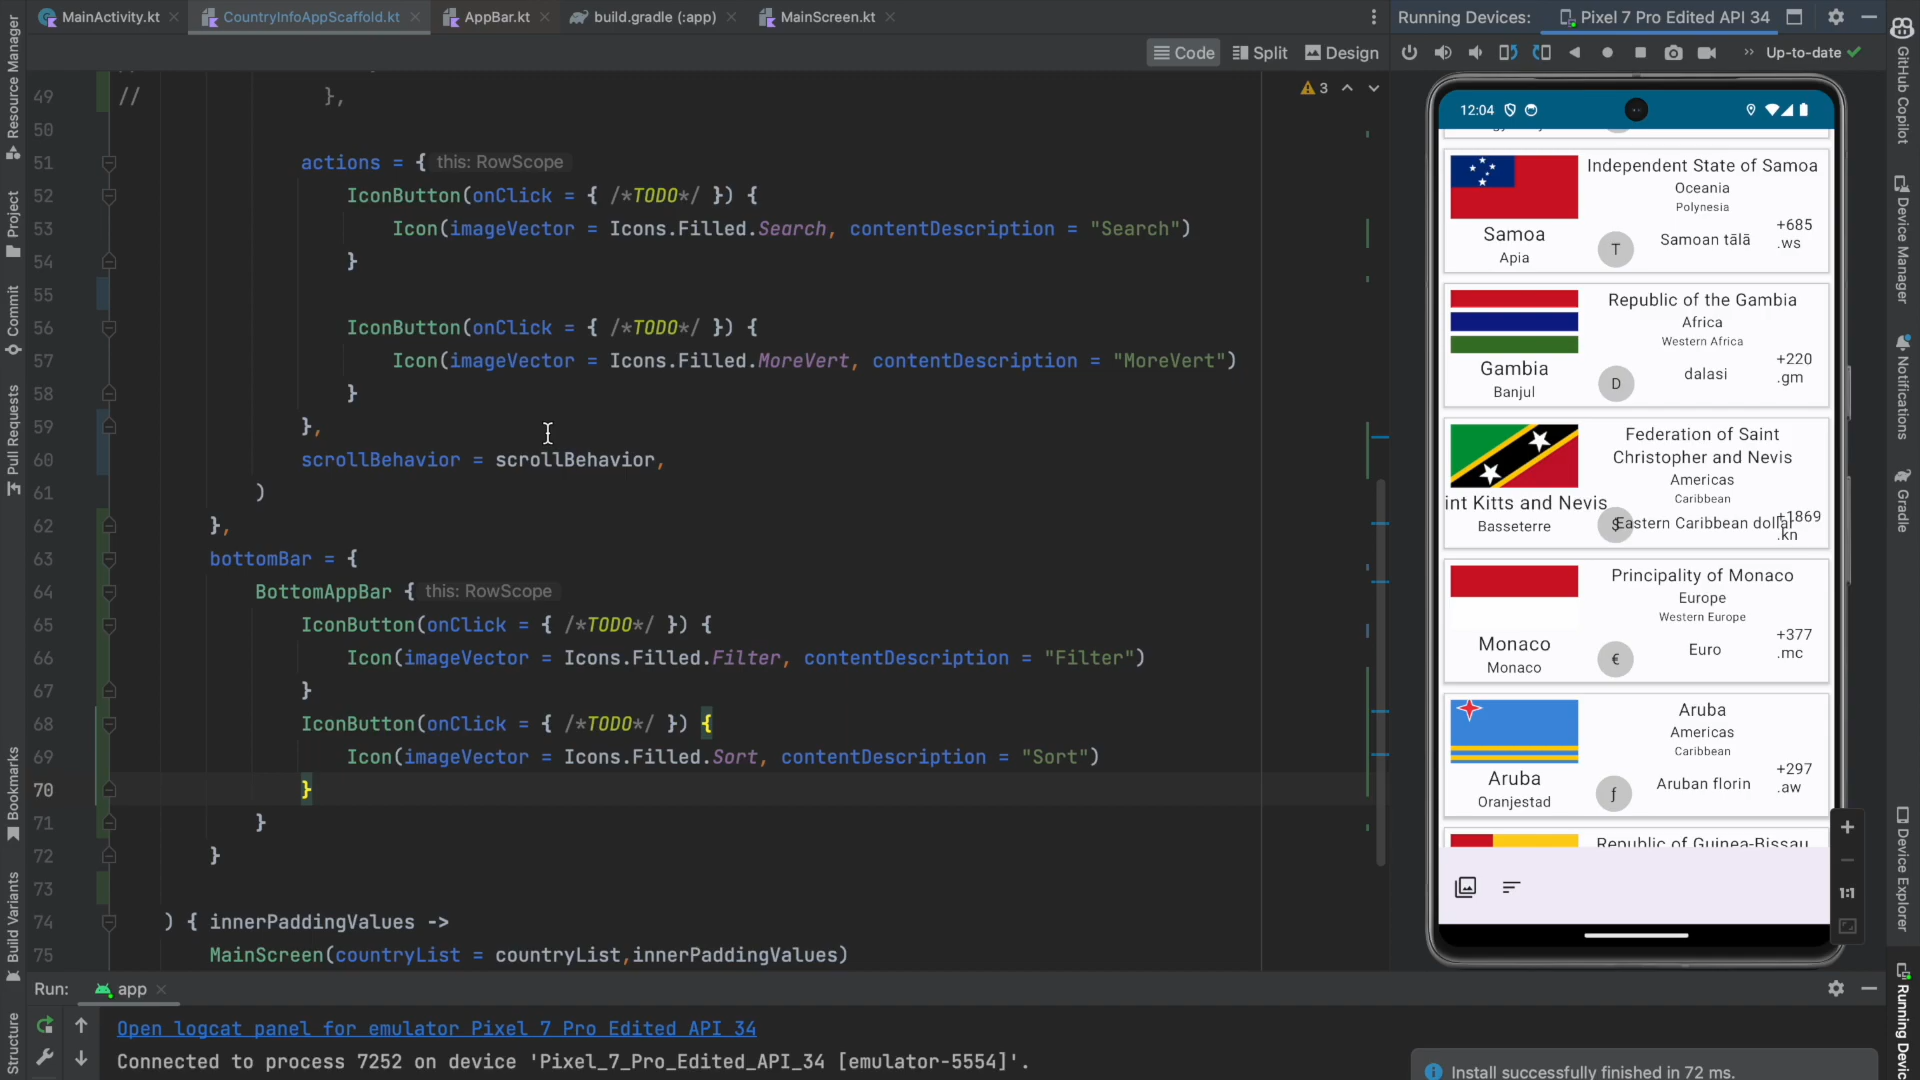 MainActivity.kt
CountryInfoAppScaffold.kt
AppBar.kt
build.gradle (:app)
MainScreen.kt
Running Devices:
Pixel 7 Pro Edited API 34
Code
Split
Design
Up-to-date
3
49 // },
50
51 actions = { this: RowScope
52 IconButton(onClick = { /*TODO*/ }) {
53 Icon(imageVector = Icons.Filled.Search, contentDescription = "Search")
54 }
55
56 IconButton(onClick = { /*TODO*/ }) {
57 Icon(imageVector = Icons.Filled.MoreVert, contentDescription = "MoreVert")
58 }
59 },
60 scrollBehavior = scrollBehavior,
61 )
62 },
63 bottomBar = {
64 BottomAppBar { this: RowScope
65 IconButton(onClick = { /*TODO*/ }) {
66 Icon(imageVector = Icons.Filled.Filter, contentDescription = "Filter")
67 }
68 IconButton(onClick = { /*TODO*/ }) {
69 Icon(imageVector = Icons.Filled.Sort, contentDescription = "Sort")
70 }
71 }
72 }
73
74 ) { innerPaddingValues ->
75 MainScreen(countryList = countryList,innerPaddingValues)
Run: app
Open logcat panel for emulator Pixel 7 Pro Edited API 34
Connected to process 7252 on device 'Pixel_7_Pro_Edited_API_34 [emulator-5554]'.
Resource Manager
Project
Commit
Pull Requests
Bookmarks
Build Variants
Structure
12:04
Independent State of Samoa
Oceania
Polynesia
Samoa
Apia
T
Samoan tālā
+685
.ws
Republic of the Gambia
Africa
Western Africa
Gambia
Banjul
D
dalasi
+220
.gm
Federation of Saint
Christopher and Nevis
Americas
Caribbean
int Kitts and Nevis
Basseterre
$
Eastern Caribbean dollar
+1869
.kn
Principality of Monaco
Europe
Western Europe
Monaco
Monaco
€
Euro
+377
.mc
Aruba
Americas
Caribbean
Aruba
Oranjestad
ƒ
Aruban florin
+297
.aw
Republic of Guinea-Bissau
1:1
Install successfully finished in 72 ms.
GitHub Copilot
Device Manager
Notifications
Gradle
Device Explorer
Running Devi